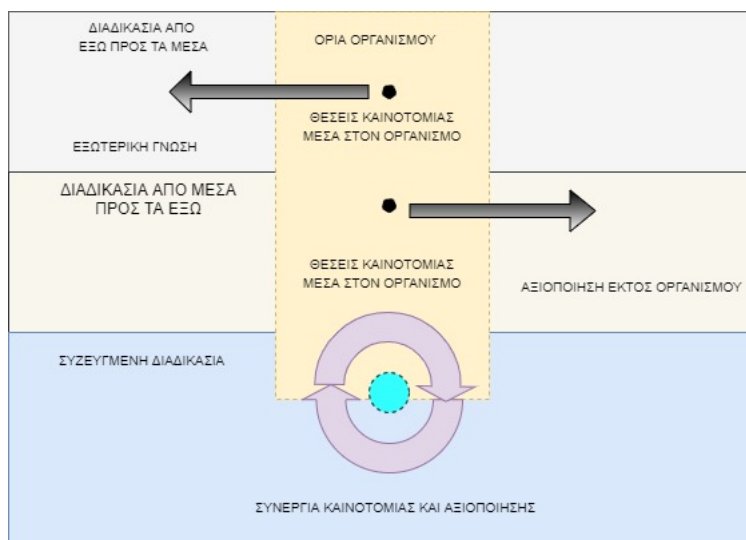 ΔΙΑΔΙΚΑΣΙΑ ΑΠΟ
ΕΞΩ ΠΡΟΣ ΤΑ ΜΕΣΑ
ΟΡΙΑ ΟΡΓΑΝΙΣΜΟΥ
ΘΕΣΕΙΣ ΚΑΙΝΟΤΟΜΙΑΣ
ΜΕΣΑ ΣΤΟΝ ΟΡΓΑΝΙΣΜΟ
ΕΞΩΤΕΡΙΚΗ ΓΝΩΣΗ
ΔΙΑΔΙΚΑΣΙΑ ΑΠΟ ΜΕΣΑ
ΠΡΟΣ ΤΑ ΕΞΩ
ΘΕΣΕΙΣ ΚΑΙΝΟΤΟΜΙΑΣ
ΜΕΣΑ ΣΤΟΝ ΟΡΓΑΝΙΣΜΟ
ΑΞΙΟΠΟΙΗΣΗ ΕΚΤΟΣ ΟΡΓΑΝΙΣΜΟΥ
ΣΥΖΕΥΓΜΕΝΗ ΔΙΑΔΙΚΑΣΙΑ
ΣΥΝΕΡΓΙΑ ΚΑΙΝΟΤΟΜΙΑΣ ΚΑΙ ΑΞΙΟΠΟΙΗΣΗΣ